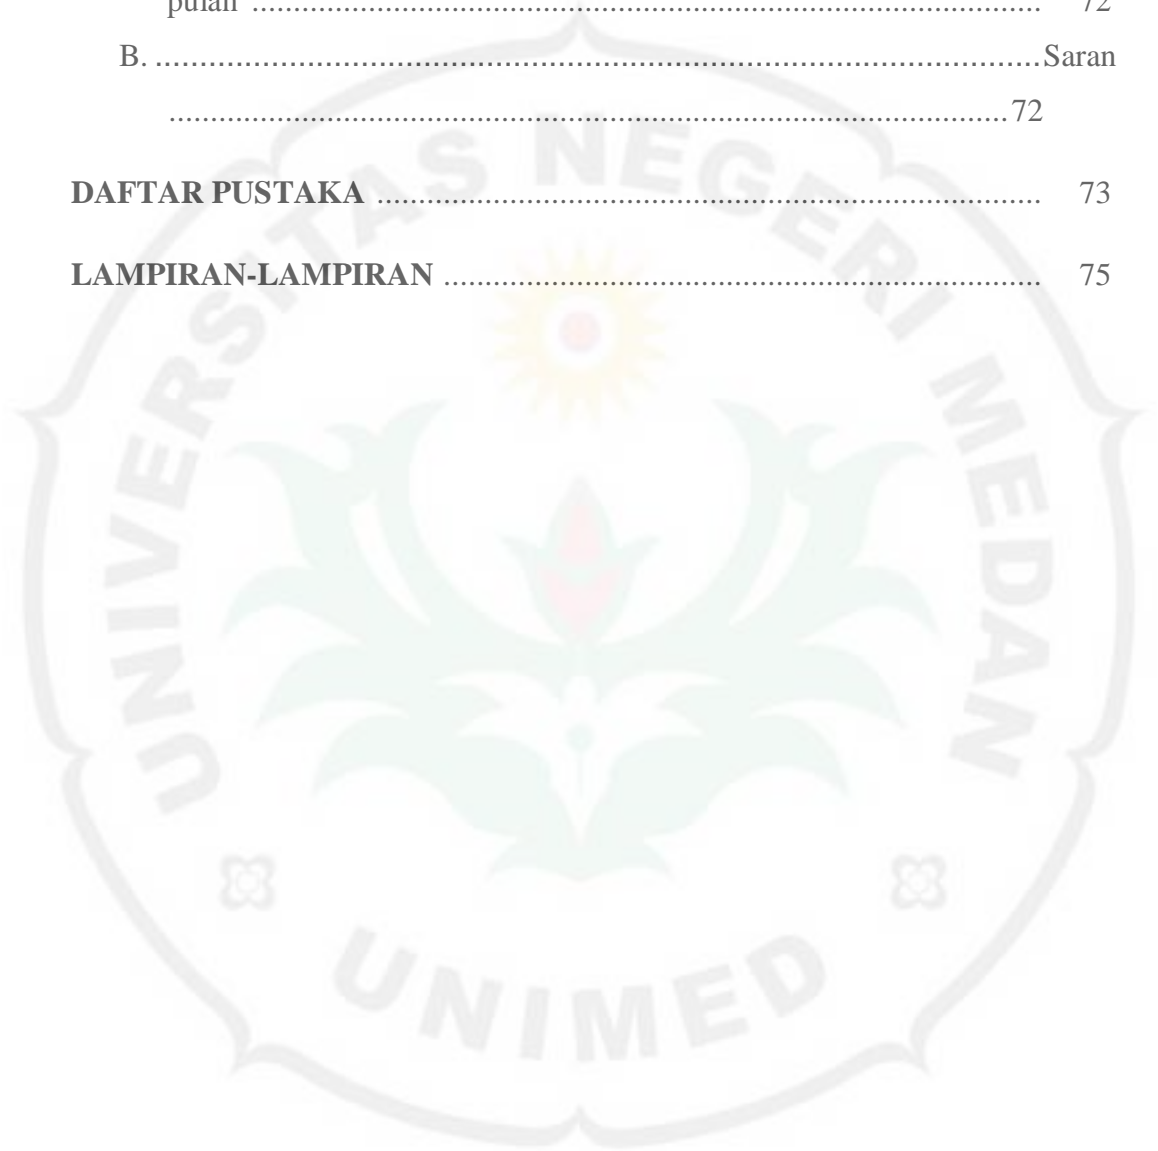 pulan ................................................................................................ 72
B. ............................................................................................................Saran
......................................................................................................72
DAFTAR PUSTAKA ................................................................................. 73
LAMPIRAN-LAMPIRAN ......................................................................... 75
UNIVERSITAS NEGERI MEDAN
UNIMED